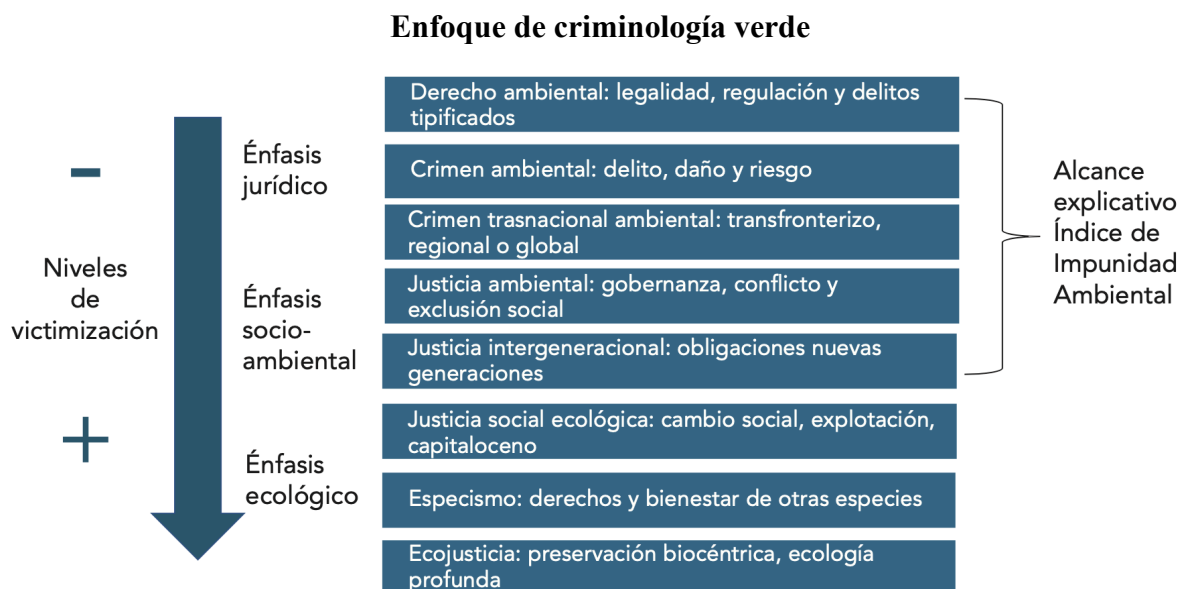 Enfoque de criminología verde
-
Niveles
de
victimización
+
Énfasis
jurídico
Énfasis
socio-
ambiental
Énfasis
ecológico
Derecho ambiental: legalidad, regulación y delitos
tipificados
Crimen ambiental: delito, daño y riesgo
Crimen trasnacional ambiental: transfronterizo,
regional o global
Justicia ambiental: gobernanza, conflicto y
exclusión social
Justicia intergeneracional: obligaciones nuevas
generaciones
Justicia social ecológica: cambio social, explotación,
capitaloceno
Especismo: derechos y bienestar de otras especies
Ecojusticia: preservación biocéntrica, ecología
profunda
Alcance
explicativo
Índice de
Impunidad
Ambiental